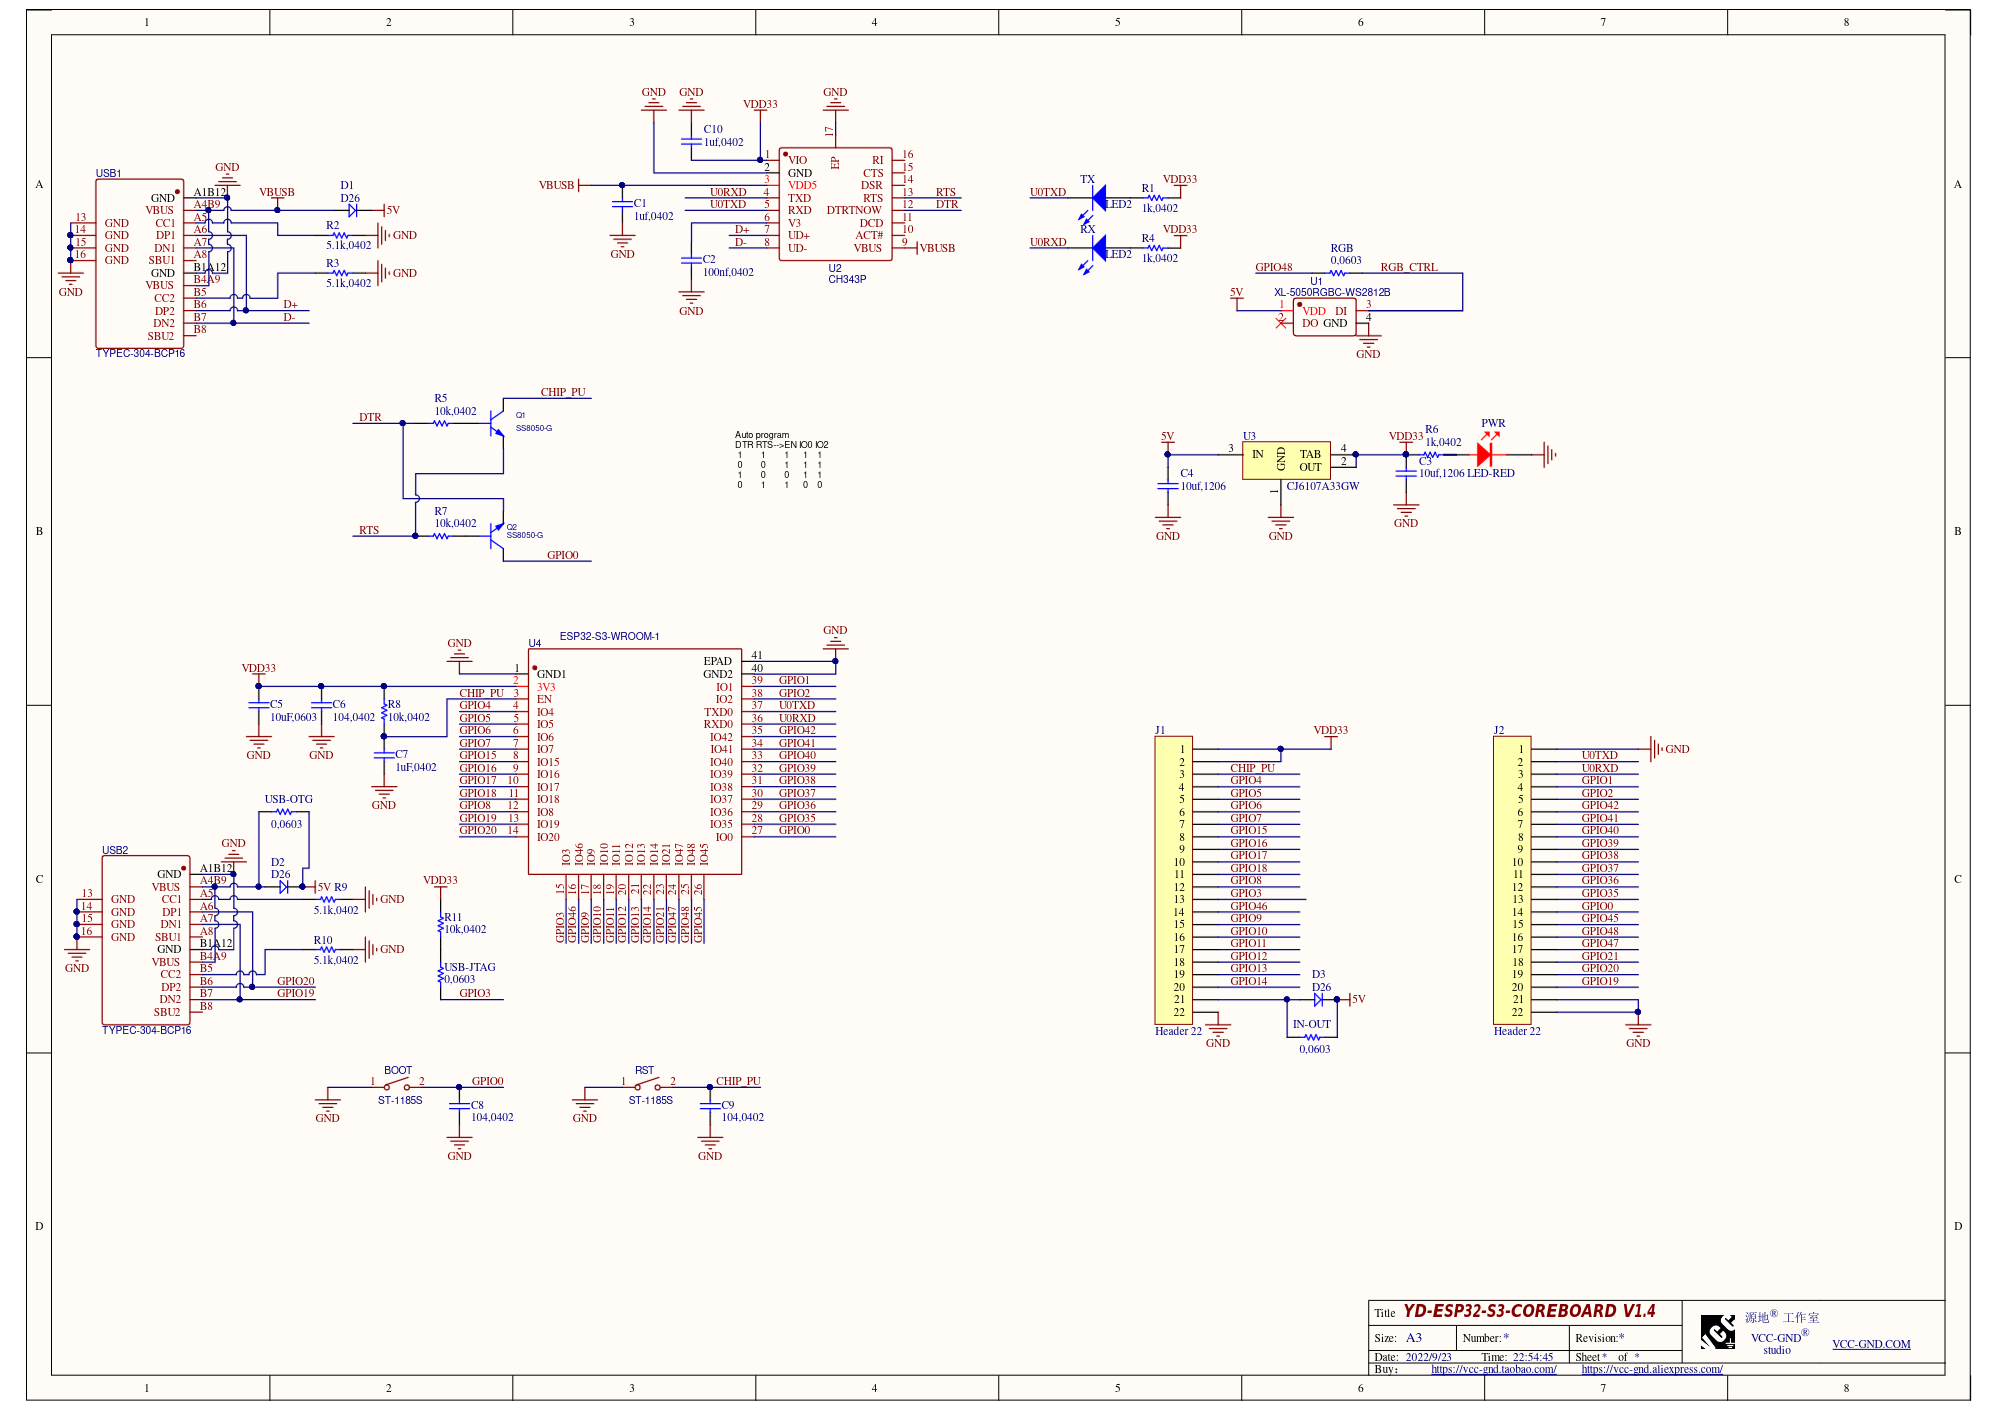 1 2 3 4 5 6 7 8
A A
B B
C C
D D
1 2 3 4 5 6 7 8
USB1
GND
A1B12
VBUS
A4B9
CC1
A5
DP1
A6
DN1
A7
SBU1
A8
GND
B1A12
VBUS
B4A9
CC2
B5
DP2
B6
DN2
B7
SBU2
B8
13 GND
14 GND
15 GND
16 GND
GND
TYPEC-304-BCP16
GND
VBUSB
D1
D26
5V
R2
5.1k,0402
GND
R3
5.1k,0402
GND
D+
D-
GND
GND
VDD33
GND
C10
1uf,0402
VBUSB
C1
1uf,0402
GND
U0RXD
U0TXD
D+
D-
C2
100nf,0402
GND
1 VIO
2 GND
3 VDD5
4 TXD
5 RXD
6 V3
7 UD+
8 UD-
17
EP
RI 16
CTS 15
DSR 14
RTS 13
DTRTNOW 12
DCD 11
ACT# 10
VBUS 9
RTS
DTR
VBUSB
U2
CH343P
U0TXD
TX
LED2
R1
1k,0402
VDD33
U0RXD
RX
LED2
R4
1k,0402
VDD33
RGB
0,0603
GPIO48
RGB_CTRL
U1
XL-5050RGBC-WS2812B
5V
1 VDD DI 3
2 DO GND 4
GND
DTR
R5
10k,0402
Q1
SS8050-G
CHIP_PU
RTS
R7
10k,0402
Q2
SS8050-G
GPIO0
Auto program
DTR RTS-->EN IO0 IO2
1 1 1 1 1
0 0 1 1 1
1 0 0 1 1
0 1 1 0 0
5V
C4
10uf,1206
GND
U3
3 IN
GND
1
TAB 4
OUT 2
CJ6107A33GW
GND
VDD33
R6
1k,0402
C3
10uf,1206
GND
PWR
LED-RED
VDD33
C5
10uF,0603
GND
C6
104,0402
GND
R8
10k,0402
C7
1uF,0402
GND
GND
U4
ESP32-S3-WROOM-1
GND
1 GND1
2 3V3
CHIP_PU 3 EN
GPIO4 4 IO4
GPIO5 5 IO5
GPIO6 6 IO6
GPIO7 7 IO7
GPIO15 8 IO15
GPIO16 9 IO16
GPIO17 10 IO17
GPIO18 11 IO18
GPIO8 12 IO8
GPIO19 13 IO19
GPIO20 14 IO20
EPAD 41
GND2 40
IO1 39 GPIO1
IO2 38 GPIO2
TXD0 37 U0TXD
RXD0 36 U0RXD
IO42 35 GPIO42
IO41 34 GPIO41
IO40 33 GPIO40
IO39 32 GPIO39
IO38 31 GPIO38
IO37 30 GPIO37
IO36 29 GPIO36
IO35 28 GPIO35
IO0 27 GPIO0
IO3 IO46 IO9 IO10 IO11 IO12 IO13 IO14 IO21 IO47 IO48 IO45
15 16 17 18 19 20 21 22 23 24 25 26
GPIO3 GPIO46 GPIO9 GPIO10 GPIO11 GPIO12 GPIO13 GPIO14 GPIO21 GPIO47 GPIO48 GPIO45
USB-OTG
0,0603
GND
D2
D26
5V
R9
5.1k,0402
GND
R10
5.1k,0402
GND
GPIO20
GPIO19
USB2
GND
A1B12
VBUS
A4B9
CC1
A5
DP1
A6
DN1
A7
SBU1
A8
GND
B1A12
VBUS
B4A9
CC2
B5
DP2
B6
DN2
B7
SBU2
B8
13 GND
14 GND
15 GND
16 GND
GND
TYPEC-304-BCP16
VDD33
R11
10k,0402
USB-JTAG
0,0603
GPIO3
J1
VDD33
1
2
3 CHIP_PU
4 GPIO4
5 GPIO5
6 GPIO6
7 GPIO7
8 GPIO15
9 GPIO16
10 GPIO17
11 GPIO18
12 GPIO8
13 GPIO3
14 GPIO46
15 GPIO9
16 GPIO10
17 GPIO11
18 GPIO12
19 GPIO13
20 GPIO14
21
22
D3
D26
5V
IN-OUT
0,0603
GND
Header 22
J2
1 GND
2 U0TXD
3 U0RXD
4 GPIO1
5 GPIO2
6 GPIO42
7 GPIO41
8 GPIO40
9 GPIO39
10 GPIO38
11 GPIO37
12 GPIO36
13 GPIO35
14 GPIO0
15 GPIO45
16 GPIO48
17 GPIO47
18 GPIO21
19 GPIO20
20 GPIO19
21
22
GND
Header 22
BOOT
1 2
ST-1185S
GND
GPIO0
C8
104,0402
GND
RST
1 2
ST-1185S
GND
CHIP_PU
C9
104,0402
GND
Title YD-ESP32-S3-COREBOARD V1.4
Size: A3 Number: * Revision: *
Date: 2022/9/23 Time: 22:54:45 Sheet * of *
Buy: https://vcc-gnd.taobao.com/ https://vcc-gnd.aliexpress.com/
VCC
源地® 工作室
VCC-GND®
studio
VCC-GND.COM